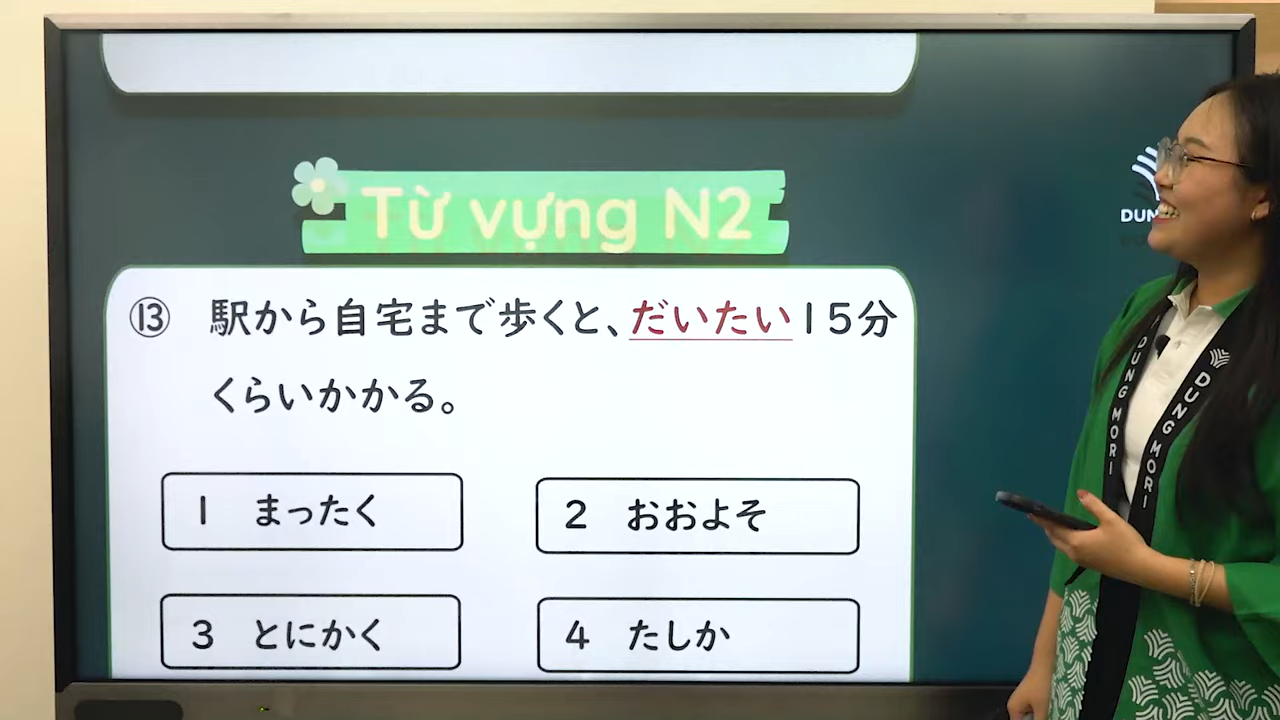 Từ vựng N2
⑬ 駅から自宅まで歩くと、だいたい15分
くらいかかる。
1 まったく
2 おおよそ
3 とにかく
4 たしか
DUNG MORI
DUNG MORI